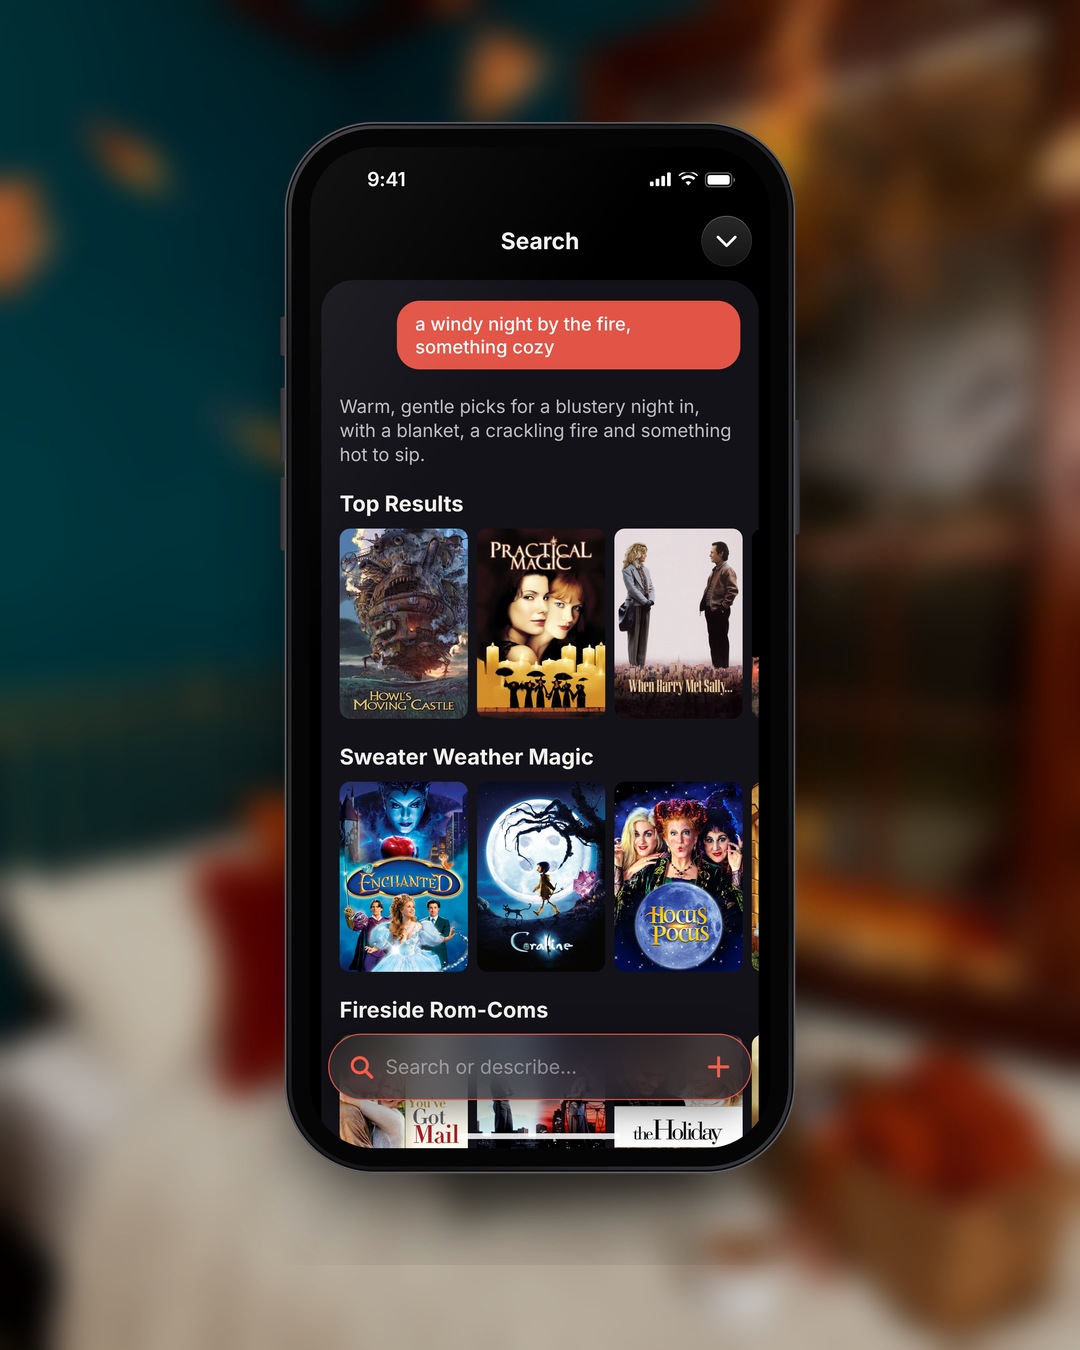 9:41
Search
a windy night by the fire,
something cozy
Warm, gentle picks for a blustery night in,
with a blanket, a crackling fire and something
hot to sip.
Top Results
HOWL'S
MOVING CASTLE
PRACTICAL
MAGIC
When Harry Met Sally...
Sweater Weather Magic
ENCHANTED
Coraline
HOCUS
POCUS
Fireside Rom-Coms
Search or describe...
You've
Got
Mail
the Holiday